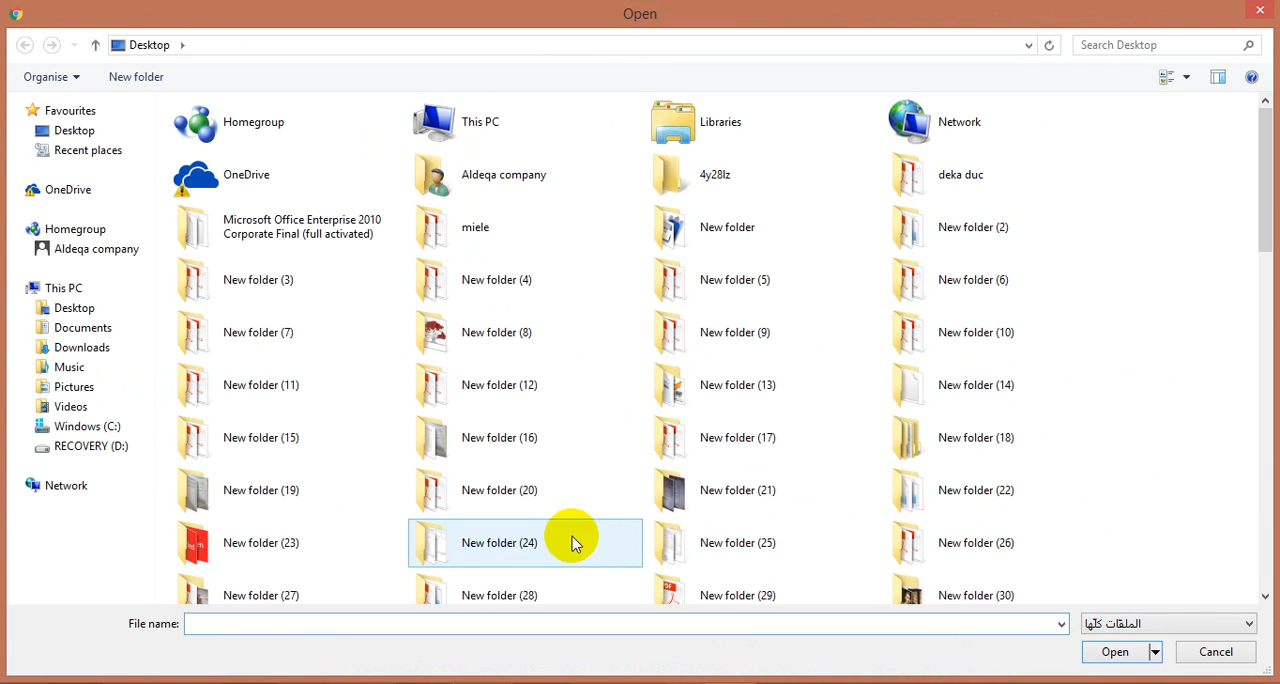 Open
Desktop
Search Desktop
Organise
New folder
Favourites
Desktop
Recent places
OneDrive
Homegroup
Aldeqa company
This PC
Desktop
Documents
Downloads
Music
Pictures
Videos
Windows (C:)
RECOVERY (D:)
Network
Homegroup
This PC
Libraries
Network
OneDrive
Aldeqa company
4y28lz
deka duc
Microsoft Office Enterprise 2010
Corporate Final (full activated)
miele
New folder
New folder (2)
New folder (3)
New folder (4)
New folder (5)
New folder (6)
New folder (7)
New folder (8)
New folder (9)
New folder (10)
New folder (11)
New folder (12)
New folder (13)
New folder (14)
New folder (15)
New folder (16)
New folder (17)
New folder (18)
New folder (19)
New folder (20)
New folder (21)
New folder (22)
New folder (23)
New folder (24)
New folder (25)
New folder (26)
New folder (27)
New folder (28)
New folder (29)
New folder (30)
File name:
الملفّات كلّها
Open
Cancel